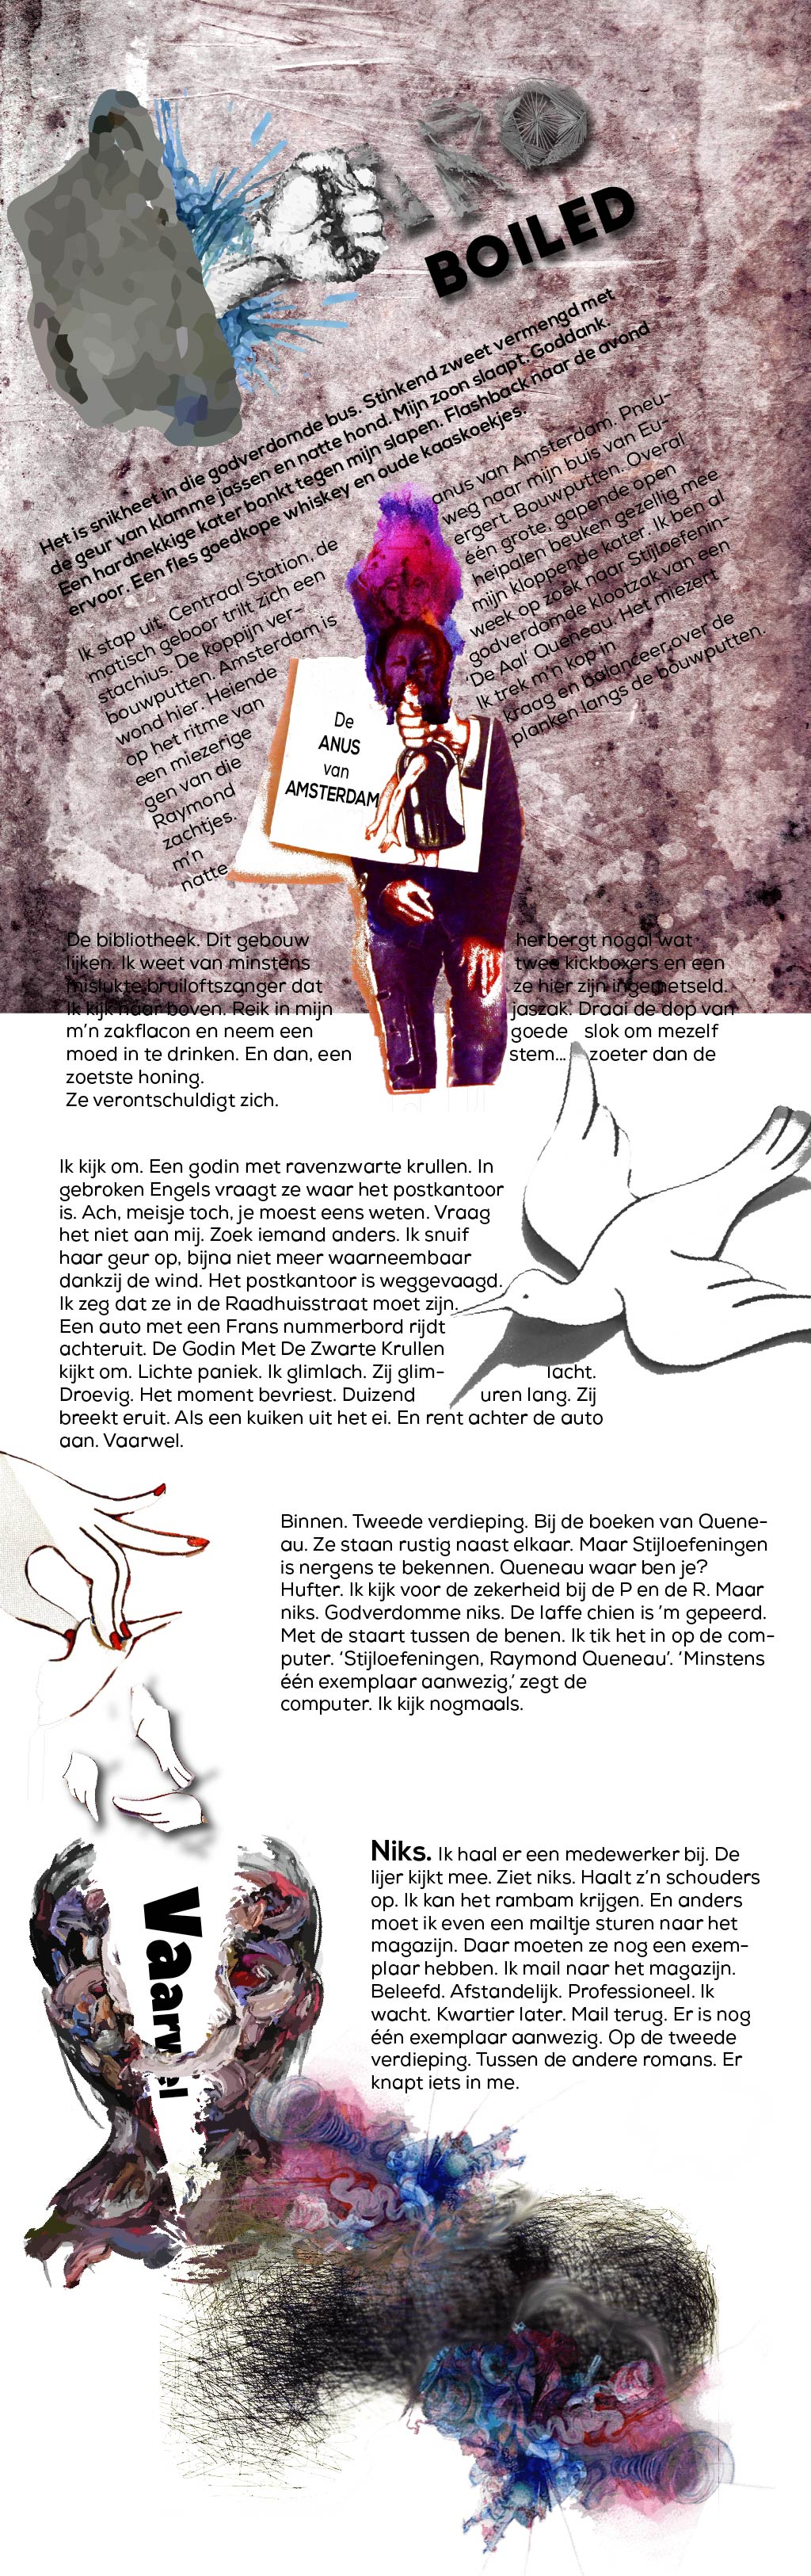 ARO
BOILED
Het is snikheet in die godverdomde bus. Stinkend zweet vermengd met
de geur van klamme jassen en natte hond. Mijn zoon slaapt. Goddank.
Een hardnekkige kater bonkt tegen mijn slapen. Flashback naar de avond
ervoor. Een fles goedkope whiskey en oude kaaskoekjes.
Ik stap uit. Centraal Station, de anus van Amsterdam. Pneu-
matisch geboor trilt zich een weg naar mijn buis van Eu-
stachius. De koppijn ver- ergert. Bouwputten. Overal
bouwputten. Amsterdam is één grote, gapende open
wond hier. Heiende heipalen beuken gezellig mee
op het ritme van mijn kloppende kater. Ik ben al
een miezerige week op zoek naar Stijloefenin-
gen van die godverdomde klootzak van een
Raymond 'De Aal' Queneau. Het miezert
zachtjes. Ik trek m'n kop in
m'n kraag en balanceer over de
natte planken langs de bouwputten.
De
ANUS
van
AMSTERDAM
De bibliotheek. Dit gebouw herbergt nogal wat
lijken. Ik weet van minstens twee kickboxers en een
mislukte bruiloftszanger dat ze hier zijn ingemetseld.
Ik kijk naar boven. Reik in mijn jaszak. Draai de dop van
m'n zakflacon en neem een goede slok om mezelf
moed in te drinken. En dan, een stem... zoeter dan de
zoetste honing.
Ze verontschuldigt zich.
Ik kijk om. Een godin met ravenzwarte krullen. In
gebroken Engels vraagt ze waar het postkantoor
is. Ach, meisje toch, je moest eens weten. Vraag
het niet aan mij. Zoek iemand anders. Ik snuif
haar geur op, bijna niet meer waarneembaar
dankzij de wind. Het postkantoor is weggevaagd.
Ik zeg dat ze in de Raadhuisstraat moet zijn.
Een auto met een Frans nummerbord rijdt
achteruit. De Godin Met De Zwarte Krullen
kijkt om. Lichte paniek. Ik glimlach. Zij glim- lacht.
Droevig. Het moment bevriest. Duizend uren lang. Zij
breekt eruit. Als een kuiken uit het ei. En rent achter de auto
aan. Vaarwel.
Binnen. Tweede verdieping. Bij de boeken van Quene-
au. Ze staan rustig naast elkaar. Maar Stijloefeningen
is nergens te bekennen. Queneau waar ben je?
Hufter. Ik kijk voor de zekerheid bij de P en de R. Maar
niks. Godverdomme niks. De laffe chien is 'm gepeerd.
Met de staart tussen de benen. Ik tik het in op de com-
puter. 'Stijloefeningen, Raymond Queneau'. 'Minstens
één exemplaar aanwezig,' zegt de
computer. Ik kijk nogmaals.
Niks. Ik haal er een medewerker bij. De
lijer kijkt mee. Ziet niks. Haalt z'n schouders
op. Ik kan het rambam krijgen. En anders
moet ik even een mailtje sturen naar het
magazijn. Daar moeten ze nog een exem-
plaar hebben. Ik mail naar het magazijn.
Beleefd. Afstandelijk. Professioneel. Ik
wacht. Kwartier later. Mail terug. Er is nog
één exemplaar aanwezig. Op de tweede
verdieping. Tussen de andere romans. Er
knapt iets in me.
Vaarwel